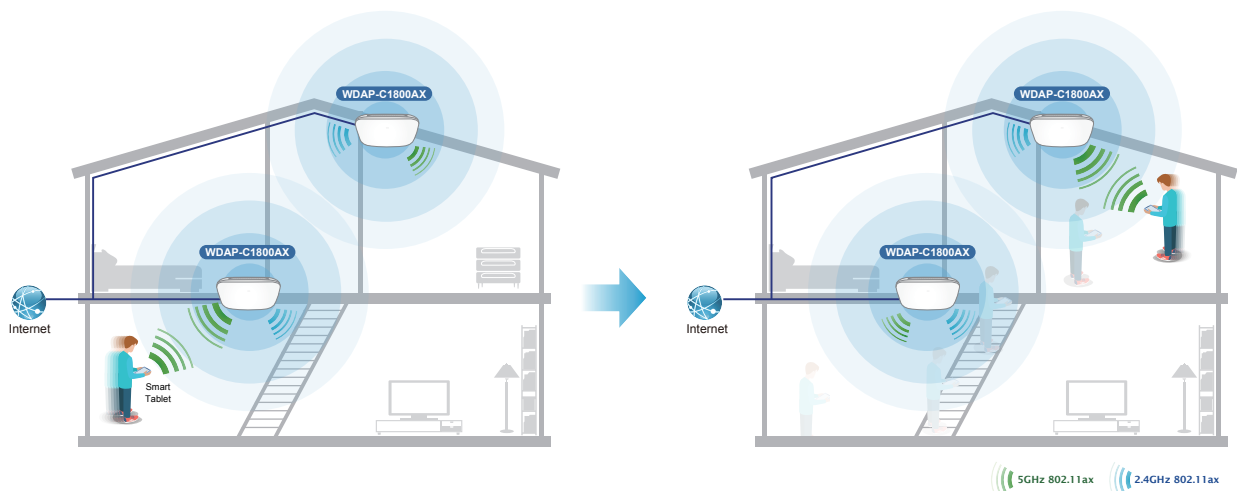 WDAP-C1800AX
WDAP-C1800AX
Internet
Smart
Tablet
WDAP-C1800AX
WDAP-C1800AX
Internet
5GHz 802.11ax
2.4GHz 802.11ax